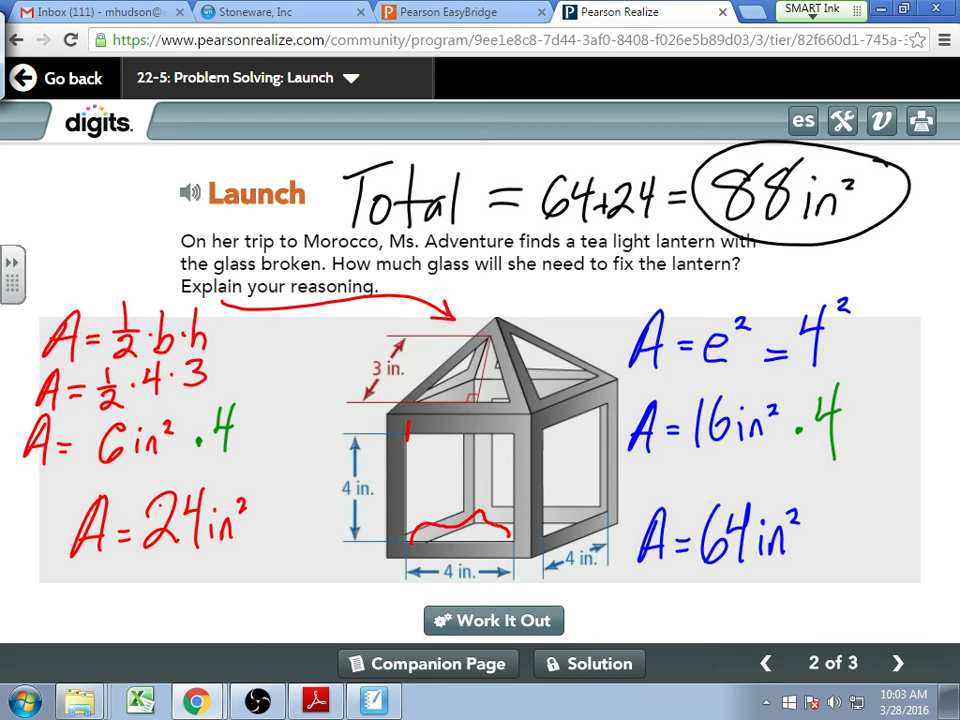 Inbox (111) - mhudson@w
Stoneware, Inc
Pearson EasyBridge
Pearson Realize
SMART Ink
https://www.pearsonrealize.com/community/program/9ee1e8c8-7d44-3af0-8408-f026e5b89d03/3/tier/82f660d1-745a-3
Go back
22-5: Problem Solving: Launch
digits.
es
V
Launch
Total = 64+24 = 88in²
On her trip to Morocco, Ms. Adventure finds a tea light lantern with
the glass broken. How much glass will she need to fix the lantern?
Explain your reasoning.
A = 1/2 · b · h
A = 1/2 · 4 · 3
A = 6in² · 4
A = 24in²
3 in.
4 in.
4 in.
4 in.
A = e² = 4²
A = 16in² · 4
A = 64in²
Work It Out
Companion Page
Solution
2 of 3
10:03 AM
3/28/2016